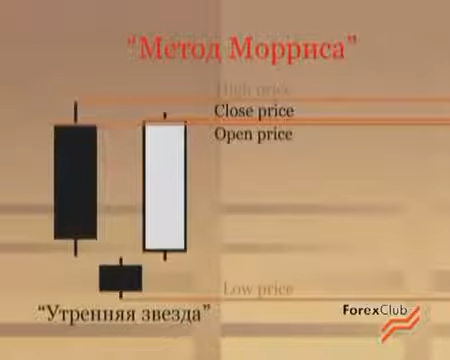 “Метод Морриса”
High price
Close price
Open price
Low price
“Утренняя звезда”
ForexClub